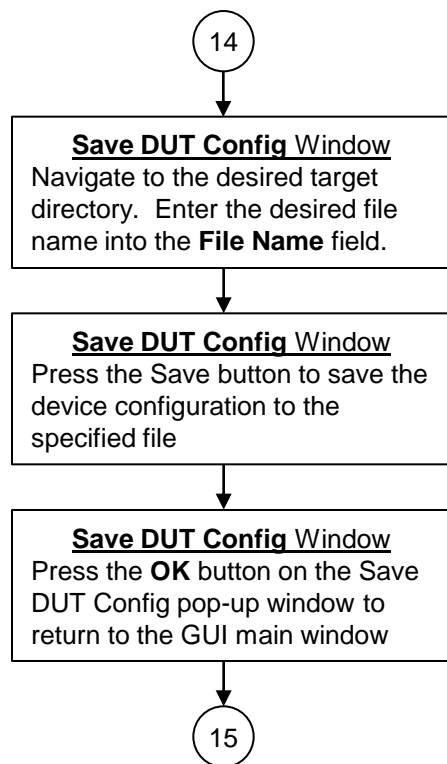 14
Save DUT Config Window
Navigate to the desired target
directory.  Enter the desired file
name into the File Name field.
Save DUT Config Window
Press the Save button to save the
device configuration to the
specified file
Save DUT Config Window
Press the OK button on the Save
DUT Config pop-up window to
return to the GUI main window
15